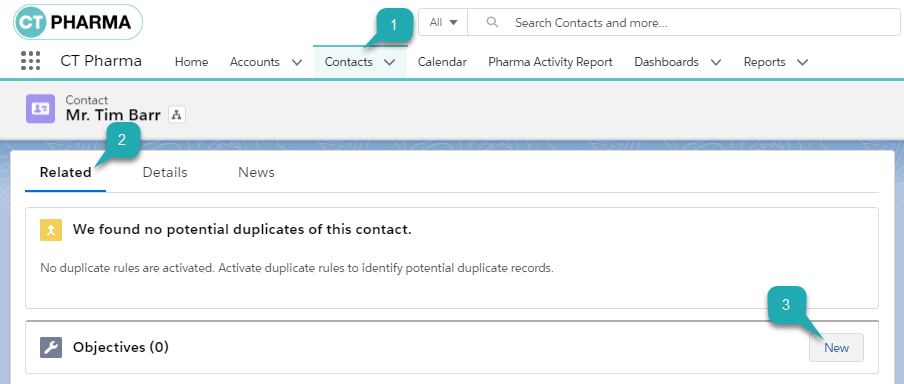 CT PHARMA
1
All
Search Contacts and more...
CT Pharma
Home
Accounts
Contacts
Calendar
Pharma Activity Report
Dashboards
Reports
Contact
Mr. Tim Barr
2
Related
Details
News
We found no potential duplicates of this contact.
No duplicate rules are activated. Activate duplicate rules to identify potential duplicate records.
3
Objectives (0)
New